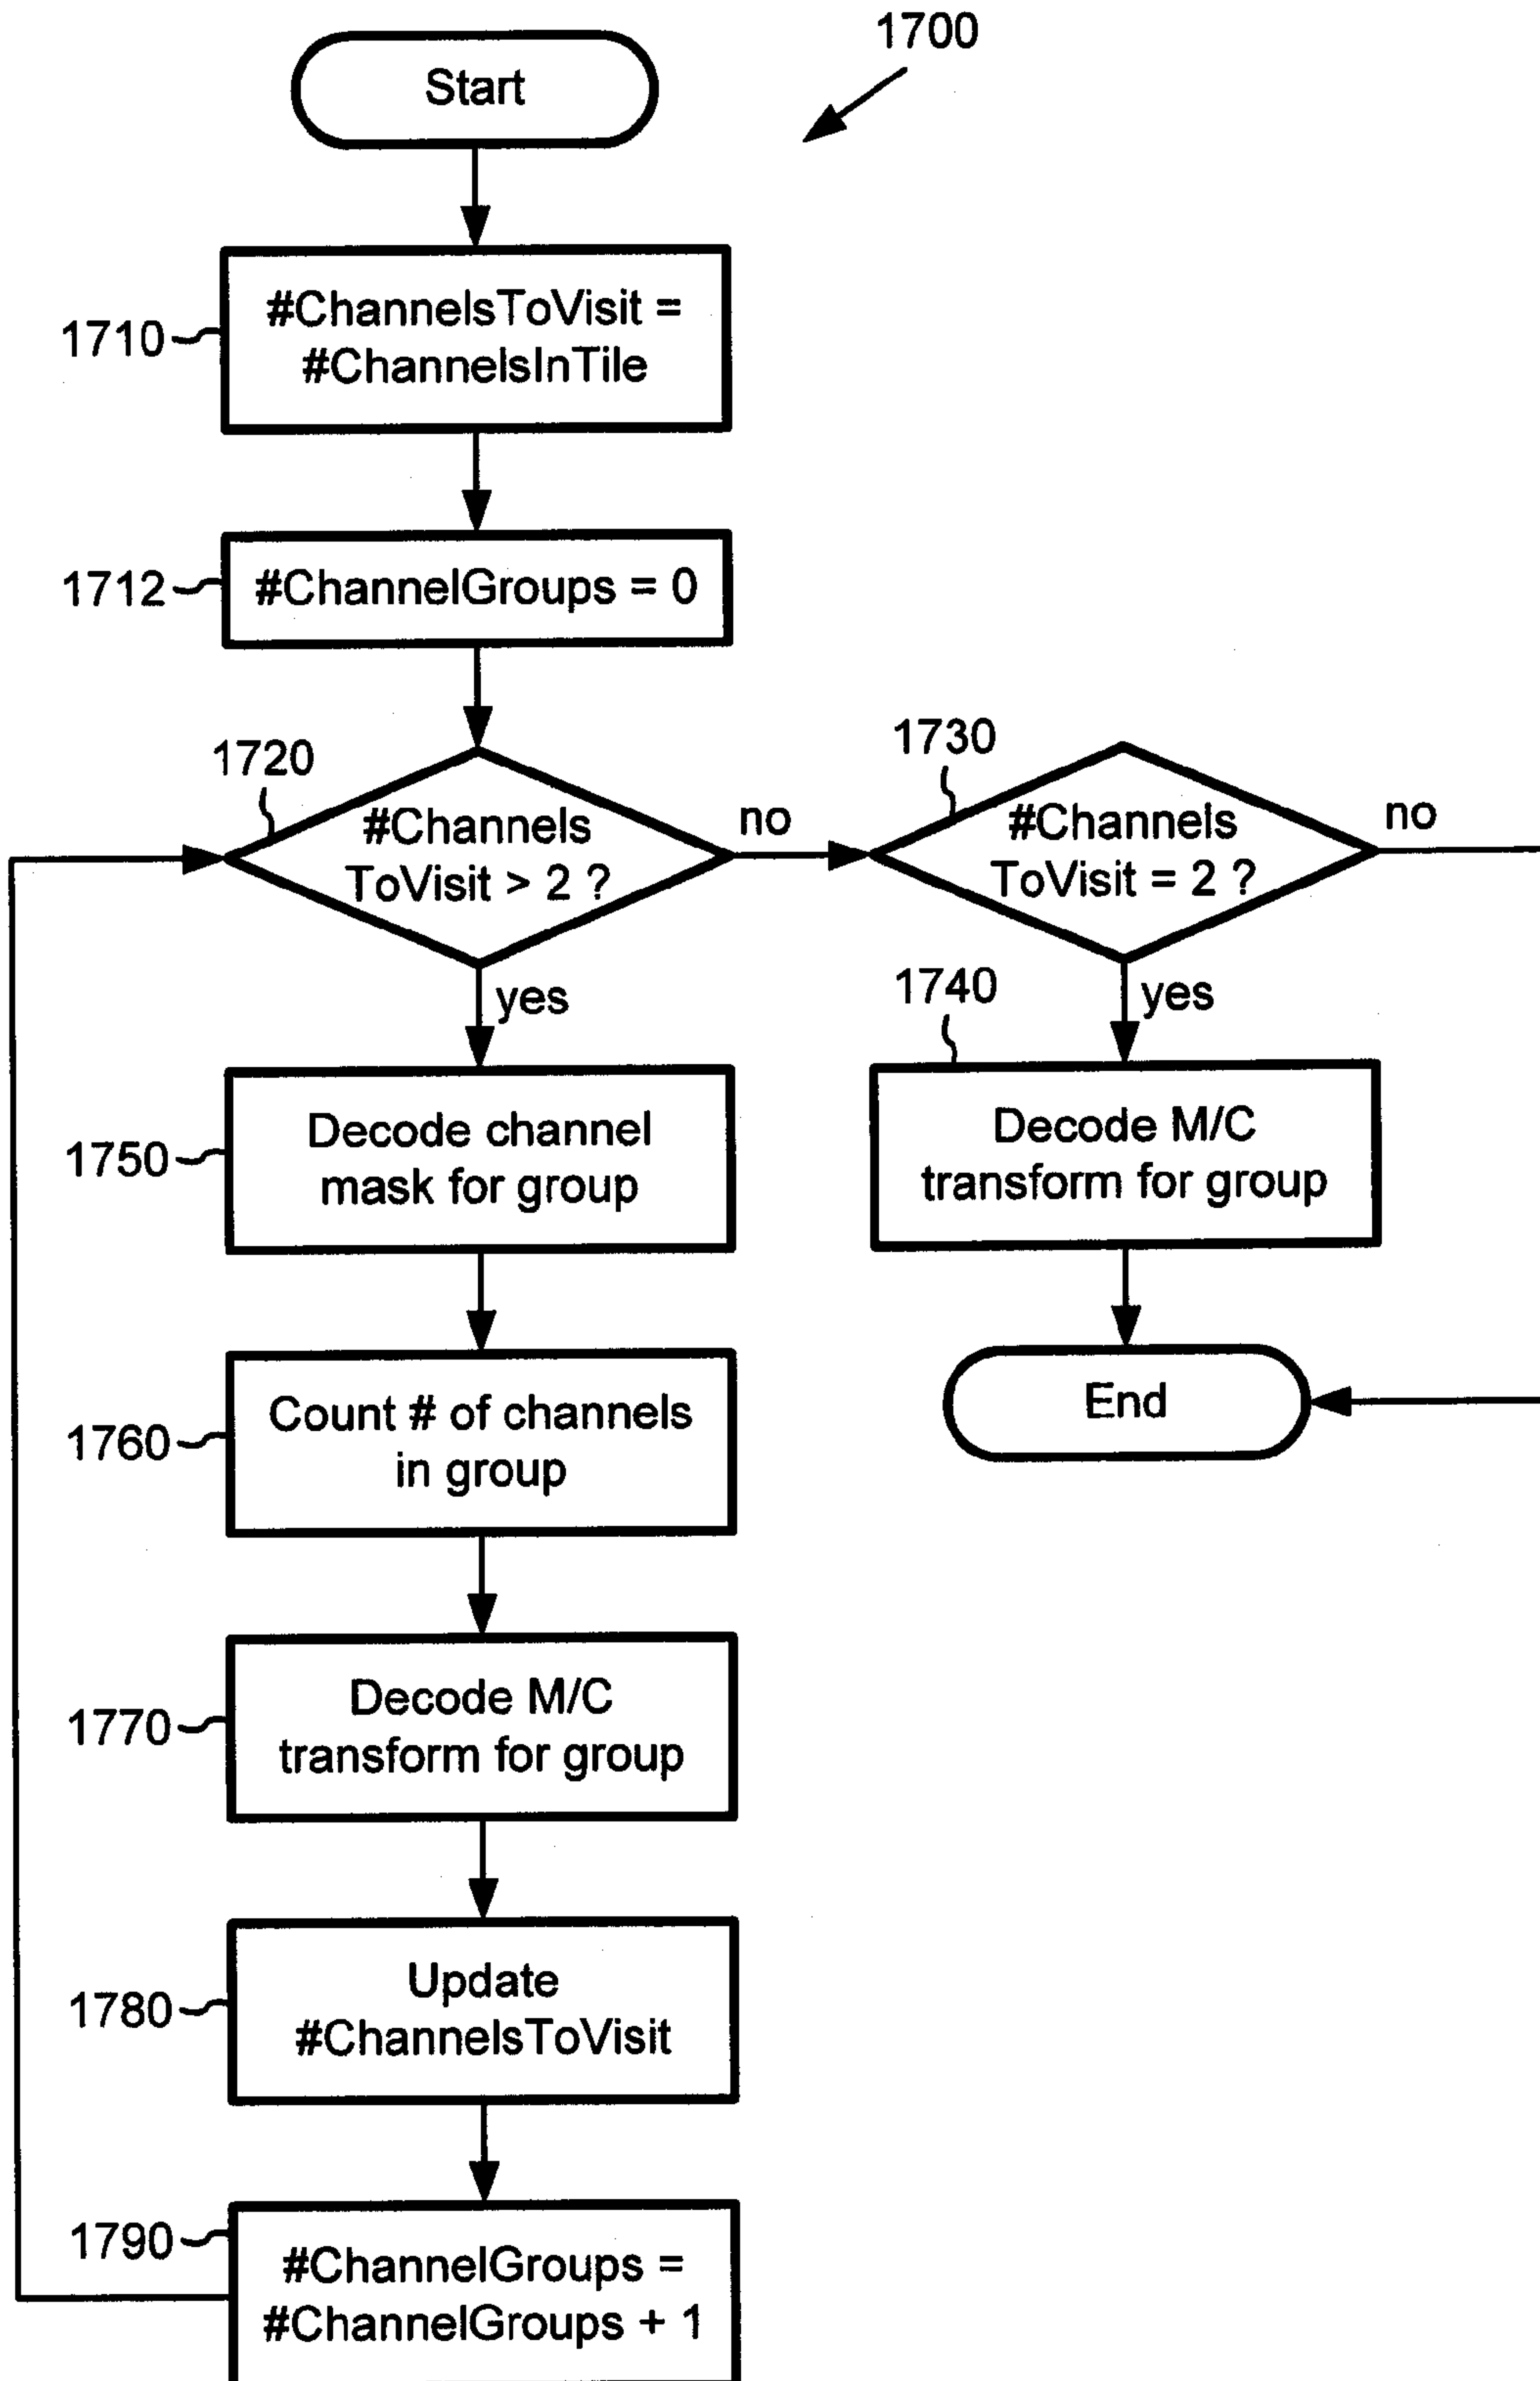 1700
Start
1710
#ChannelsToVisit =
#ChannelsInTile
1712
#ChannelGroups = 0
1720
#Channels
ToVisit > 2 ?
no
1730
#Channels
ToVisit = 2 ?
no
yes
1740
yes
1750
Decode channel
mask for group
Decode M/C
transform for group
1760
Count # of channels
in group
End
1770
Decode M/C
transform for group
1780
Update
#ChannelsToVisit
1790
#ChannelGroups =
#ChannelGroups + 1